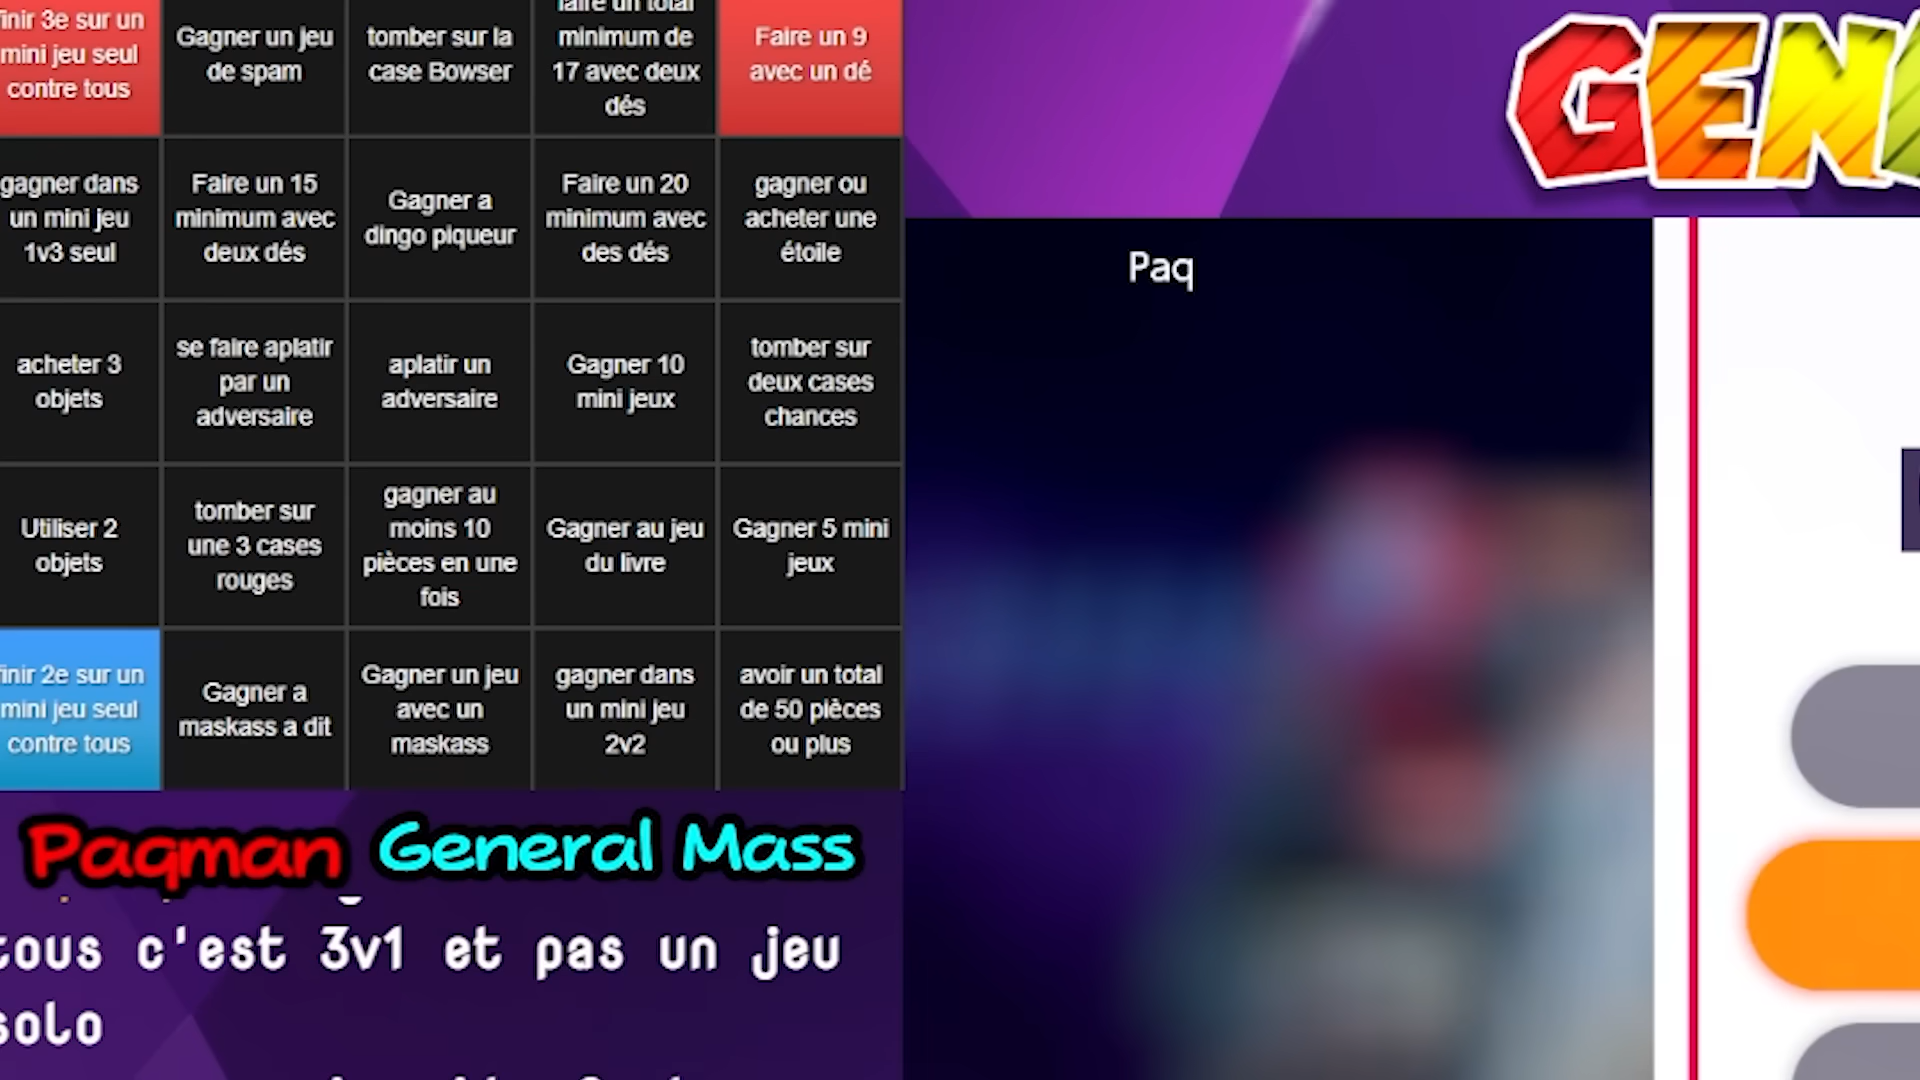 finir 3e sur un
mini jeu seul
contre tous
Gagner un jeu
de spam
tomber sur la
case Bowser
faire un total
minimum de
17 avec deux
dés
Faire un 9
avec un dé
gagner dans
un mini jeu
1v3 seul
Faire un 15
minimum avec
deux dés
Gagner a
dingo piqueur
Faire un 20
minimum avec
des dés
gagner ou
acheter une
étoile
acheter 3
objets
se faire aplatir
par un
adversaire
aplatir un
adversaire
Gagner 10
mini jeux
tomber sur
deux cases
chances
Utiliser 2
objets
tomber sur
une 3 cases
rouges
gagner au
moins 10
pièces en une
fois
Gagner au jeu
du livre
Gagner 5 mini
jeux
finir 2e sur un
mini jeu seul
contre tous
Gagner a
maskass a dit
Gagner un jeu
avec un
maskass
gagner dans
un mini jeu
2v2
avoir un total
de 50 pièces
ou plus
Paqman General Mass
tous c'est 3v1 et pas un jeu
solo
GEN
Paq